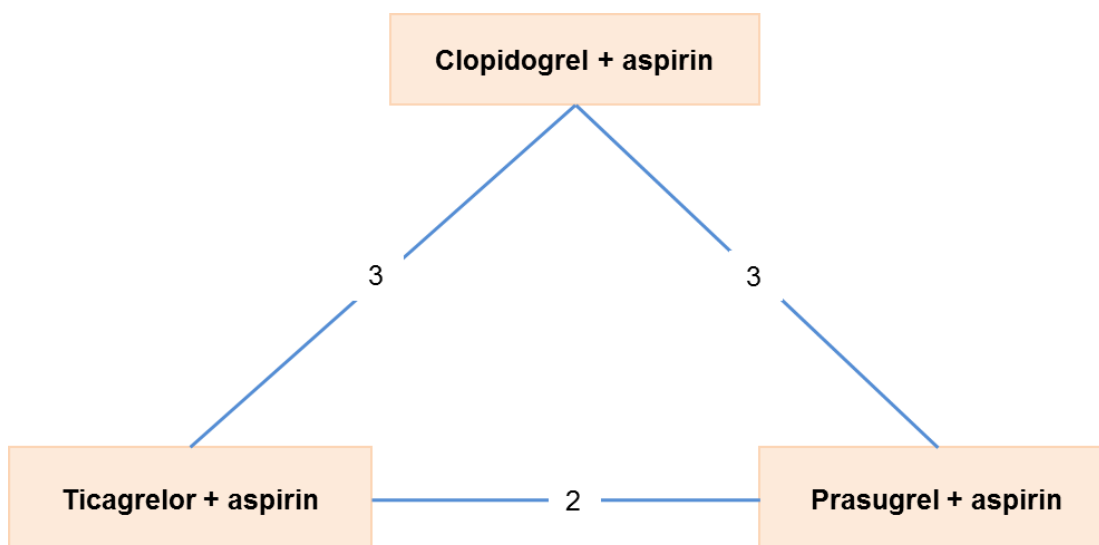 Clopidogrel + aspirin
3
3
Ticagrelor + aspirin
2
Prasugrel + aspirin